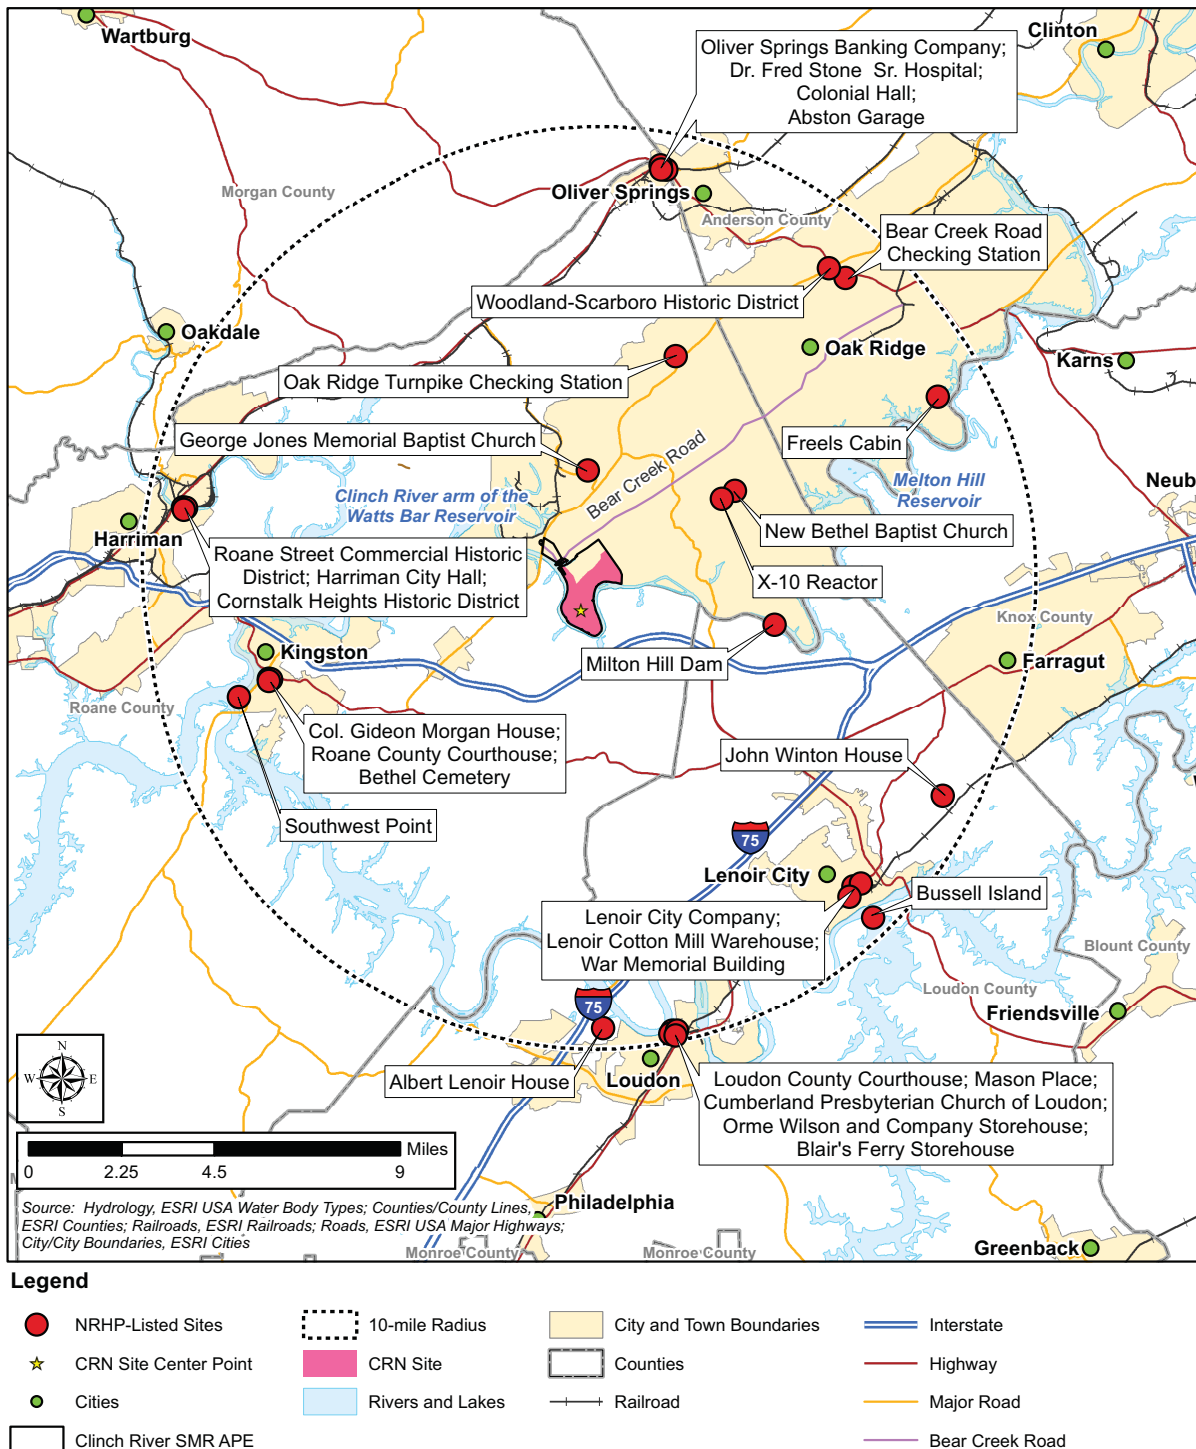 Wartburg
Clinton
Oliver Springs Banking Company;
Dr. Fred Stone Sr. Hospital;
Colonial Hall;
Abston Garage
Morgan County
Oliver Springs
Anderson County
Bear Creek Road
Checking Station
Woodland-Scarboro Historic District
Oakdale
Oak Ridge
Karns
Oak Ridge Turnpike Checking Station
George Jones Memorial Baptist Church
Freels Cabin
Bear Creek Road
Melton Hill
Reservoir
Neub
Clinch River arm of the
Watts Bar Reservoir
New Bethel Baptist Church
Harriman
Roane Street Commercial Historic
District; Harriman City Hall;
Cornstalk Heights Historic District
X-10 Reactor
Knox County
Kingston
Milton Hill Dam
Farragut
Roane County
Col. Gideon Morgan House;
Roane County Courthouse;
Bethel Cemetery
John Winton House
Southwest Point
75
Lenoir City
Bussell Island
Lenoir City Company;
Lenoir Cotton Mill Warehouse;
War Memorial Building
Blount County
Loudon County
75
Friendsville
N
W E
S
Albert Lenoir House
Loudon
Loudon County Courthouse; Mason Place;
Cumberland Presbyterian Church of Loudon;
Orme Wilson and Company Storehouse;
Blair's Ferry Storehouse
Miles
0 2.25 4.5 9
Philadelphia
Source: Hydrology, ESRI USA Water Body Types; Counties/County Lines,
ESRI Counties; Railroads, ESRI Railroads; Roads, ESRI USA Major Highways;
City/City Boundaries, ESRI Cities
Monroe County
Monroe County
Greenback
Legend
NRHP-Listed Sites
10-mile Radius
City and Town Boundaries
Interstate
CRN Site Center Point
CRN Site
Counties
Highway
Cities
Rivers and Lakes
Railroad
Major Road
Clinch River SMR APE
Bear Creek Road